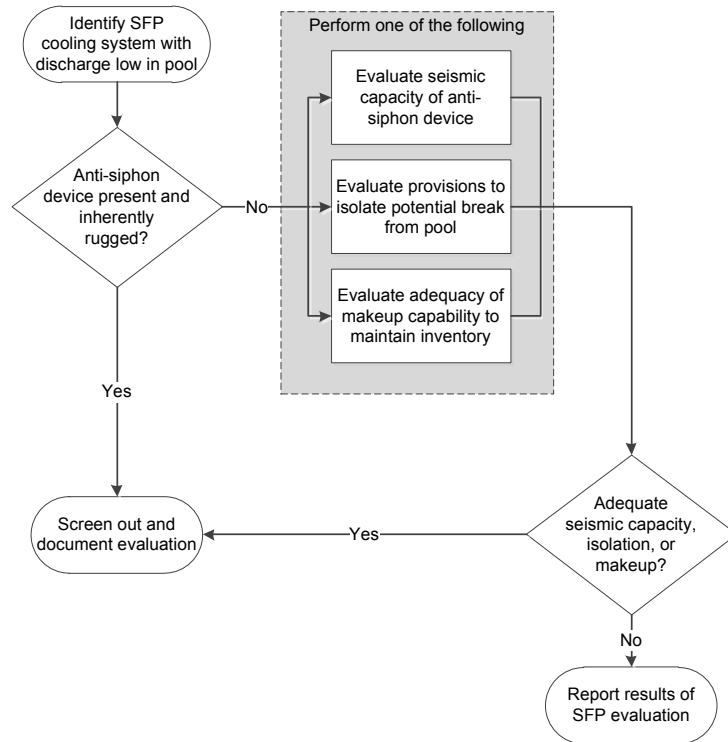 Identify SFP
cooling system with
discharge low in pool
Perform one of the following
Evaluate seismic
capacity of anti-
siphon device
Anti-siphon
device present and
inherently
rugged?
No
Evaluate provisions to
isolate potential break
from pool
Evaluate adequacy of
makeup capability to
maintain inventory
Yes
Screen out and
document evaluation
Yes
Adequate
seismic capacity,
isolation, or
makeup?
No
Report results of
SFP evaluation